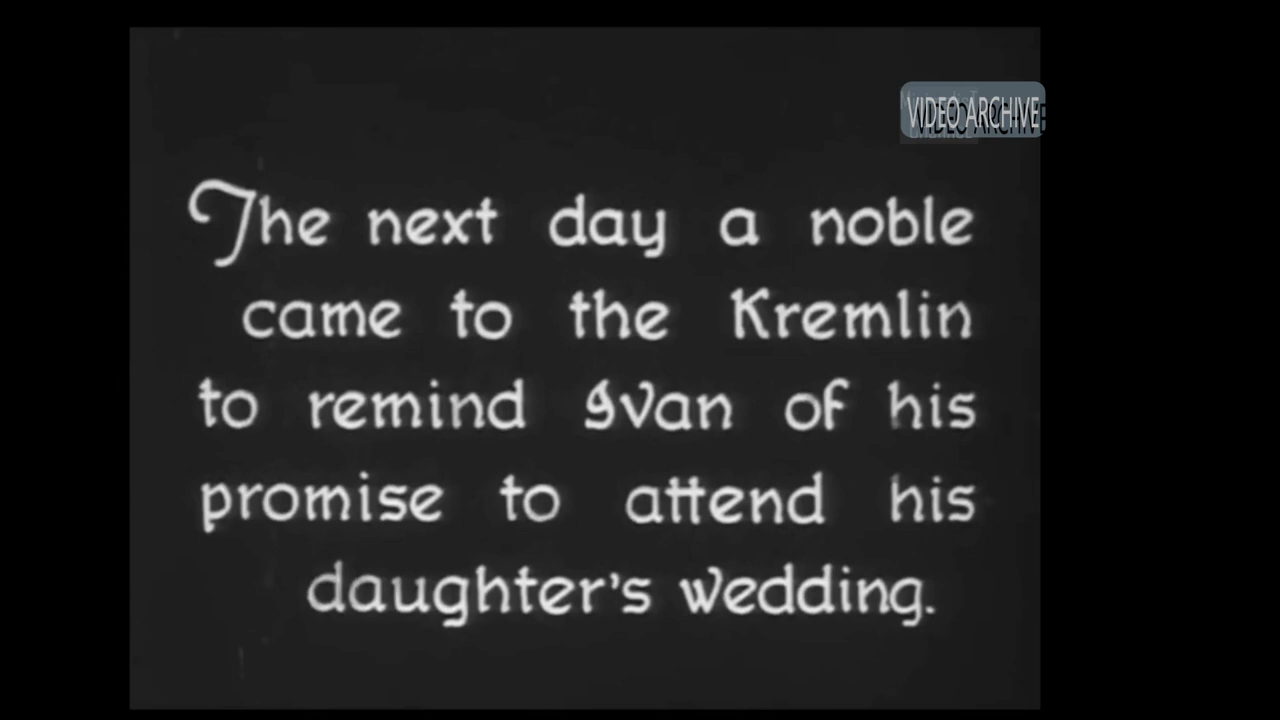 VIDEO ARCHIVE
The next day a noble
came to the Kremlin
to remind Ivan of his
promise to attend his
daughter's wedding.